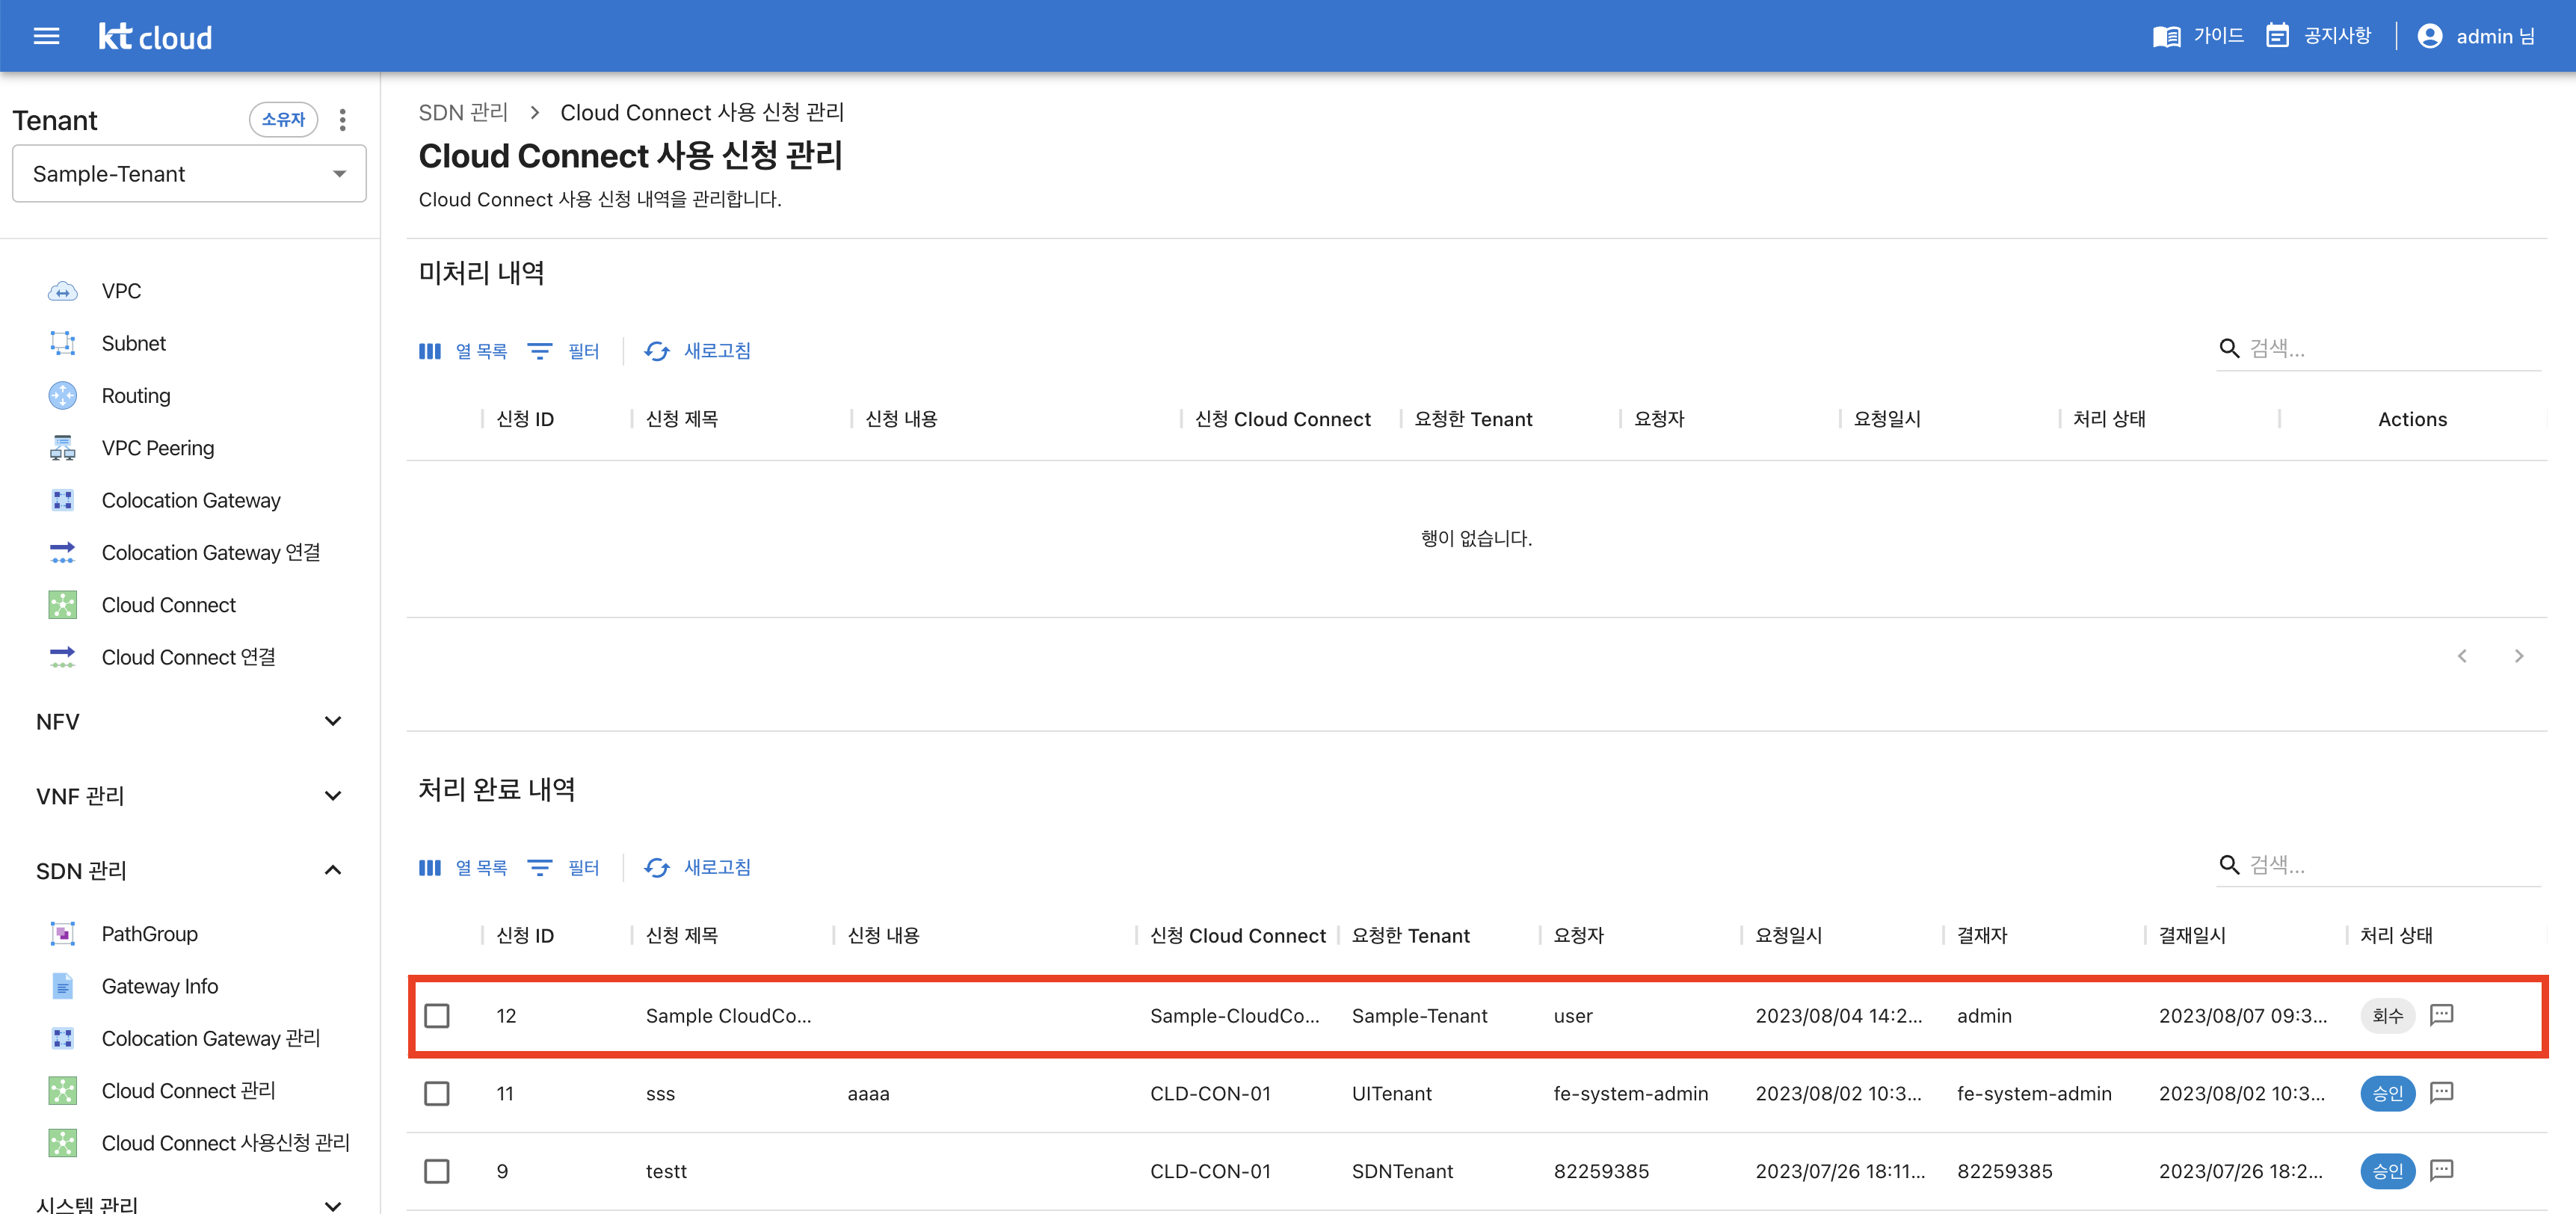 kt cloud
가이드 공지사항 admin 님
Tenant 소유자
Sample-Tenant
VPC
Subnet
Routing
VPC Peering
Colocation Gateway
Colocation Gateway 연결
Cloud Connect
Cloud Connect 연결
NFV
VNF 관리
SDN 관리
PathGroup
Gateway Info
Colocation Gateway 관리
Cloud Connect 관리
Cloud Connect 사용신청 관리
시스템 관리
SDN 관리 > Cloud Connect 사용 신청 관리
Cloud Connect 사용 신청 관리
Cloud Connect 사용 신청 내역을 관리합니다.
미처리 내역
열 목록 필터 새로고침 검색...
신청 ID 신청 제목 신청 내용 신청 Cloud Connect 요청한 Tenant 요청자 요청일시 처리 상태 Actions
행이 없습니다.
처리 완료 내역
열 목록 필터 새로고침 검색...
신청 ID 신청 제목 신청 내용 신청 Cloud Connect 요청한 Tenant 요청자 요청일시 결재자 결재일시 처리 상태
12 Sample CloudCo... Sample-CloudCo... Sample-Tenant user 2023/08/04 14:2... admin 2023/08/07 09:3... 회수
11 sss aaaa CLD-CON-01 UITenant fe-system-admin 2023/08/02 10:3... fe-system-admin 2023/08/02 10:3... 승인
9 testt CLD-CON-01 SDNTenant 82259385 2023/07/26 18:11... 82259385 2023/07/26 18:2... 승인